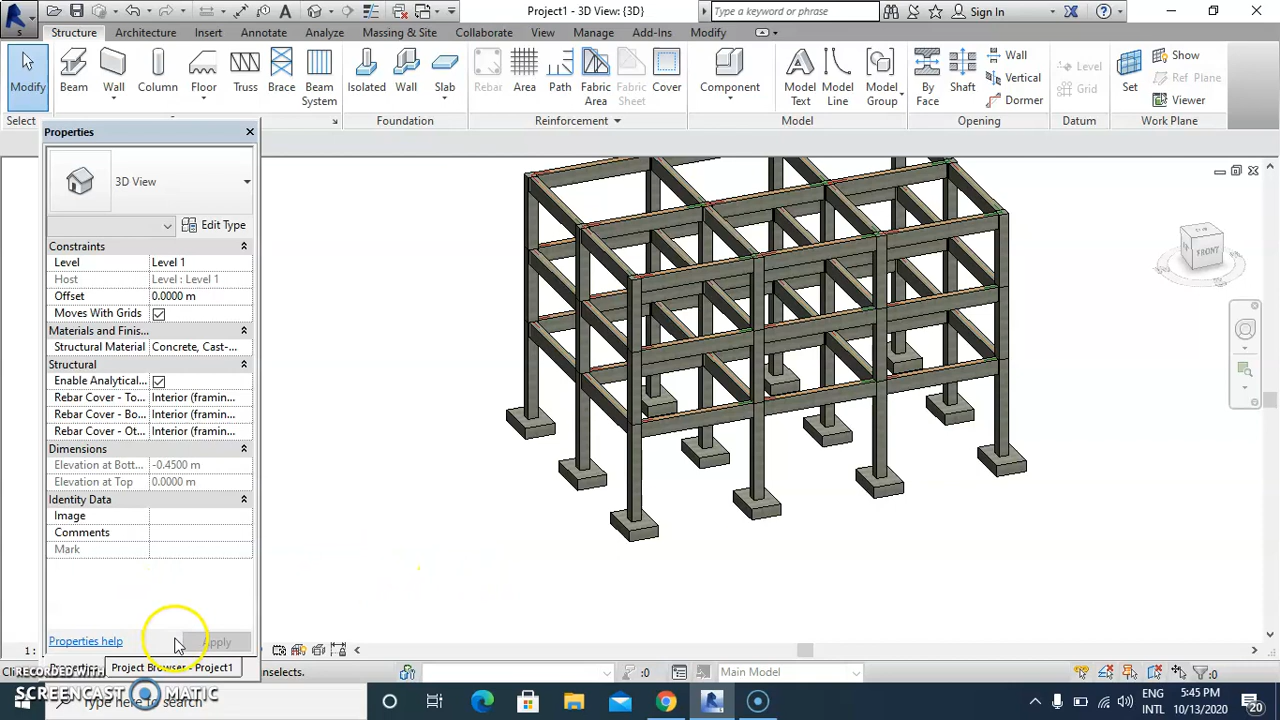 Project1 - 3D View: {3D}
Type a keyword or phrase
Sign In
Structure Architecture Insert Annotate Analyze Massing & Site Collaborate View Manage Add-Ins Modify
Modify Beam Wall Column Floor Truss Brace Beam System Isolated Wall Slab Rebar Area Path Fabric Area Fabric Sheet Cover Component Model Text Model Line Model Group By Face Shaft Wall Vertical Dormer Level Grid Set Show Ref Plane Viewer
Select Foundation Reinforcement Model Opening Datum Work Plane
Properties
3D View
Edit Type
Constraints
Level Level 1
Host Level : Level 1
Offset 0.0000 m
Moves With Grids
Materials and Finis...
Structural Material Concrete, Cast-...
Structural
Enable Analytical...
Rebar Cover - To... Interior (framin...
Rebar Cover - Bo... Interior (framin...
Rebar Cover - Ot... Interior (framin...
Dimensions
Elevation at Bott... -0.4500 m
Elevation at Top 0.0000 m
Identity Data
Image
Comments
Mark
FRONT
Properties help Apply
1:
Project Browser - Project1
RECORDED WITH
nselects.
:0
Main Model
:0
SCREENCAST MATIC
Type here to search
ENG
INTL
5:45 PM
10/13/2020
20